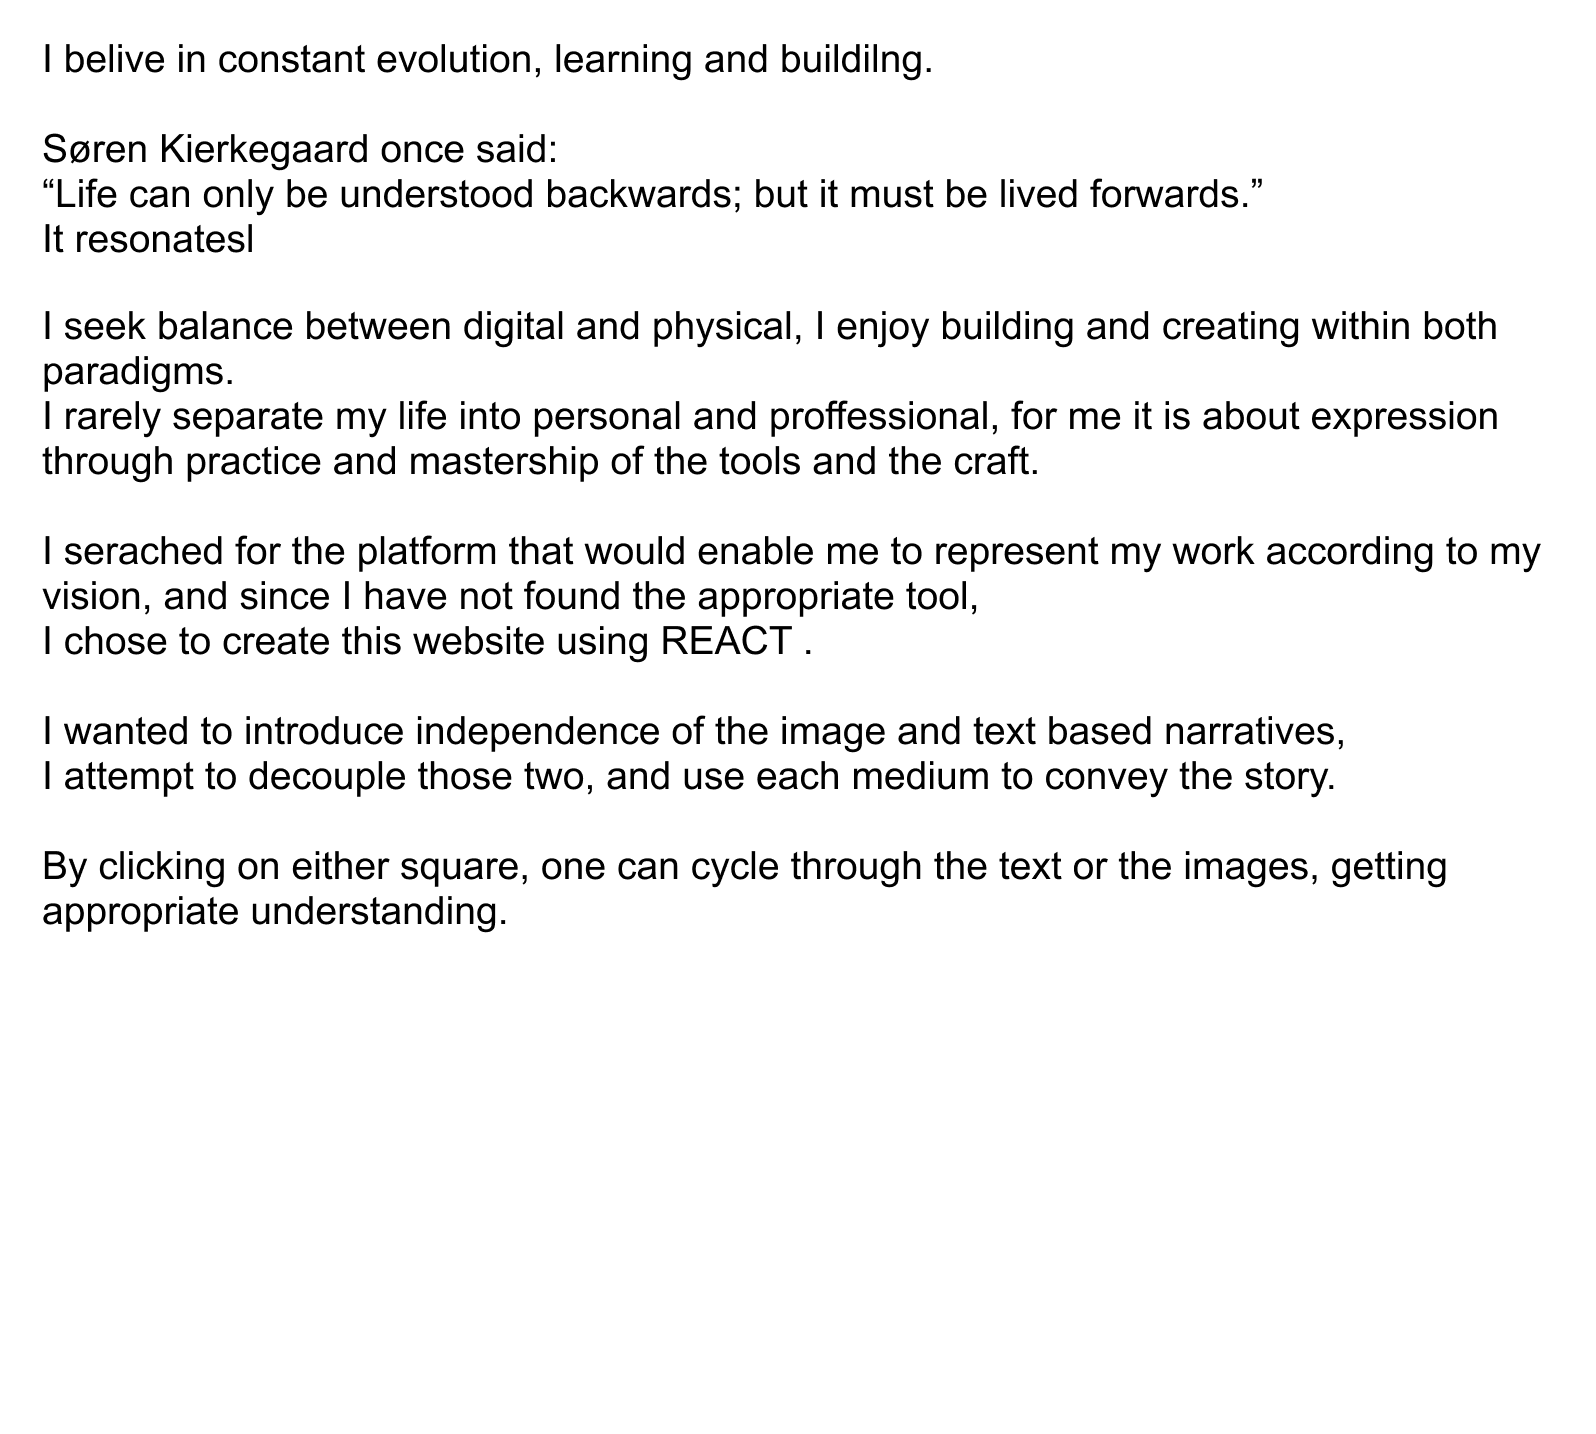 I belive in constant evolution, learning and buildilng.
Søren Kierkegaard once said:
“Life can only be understood backwards; but it must be lived forwards.”
It resonatesl
I seek balance between digital and physical, I enjoy building and creating within both
paradigms.
I rarely separate my life into personal and proffessional, for me it is about expression
through practice and mastership of the tools and the craft.
I serached for the platform that would enable me to represent my work according to my
vision, and since I have not found the appropriate tool,
I chose to create this website using REACT .
I wanted to introduce independence of the image and text based narratives,
I attempt to decouple those two, and use each medium to convey the story.
By clicking on either square, one can cycle through the text or the images, getting
appropriate understanding.